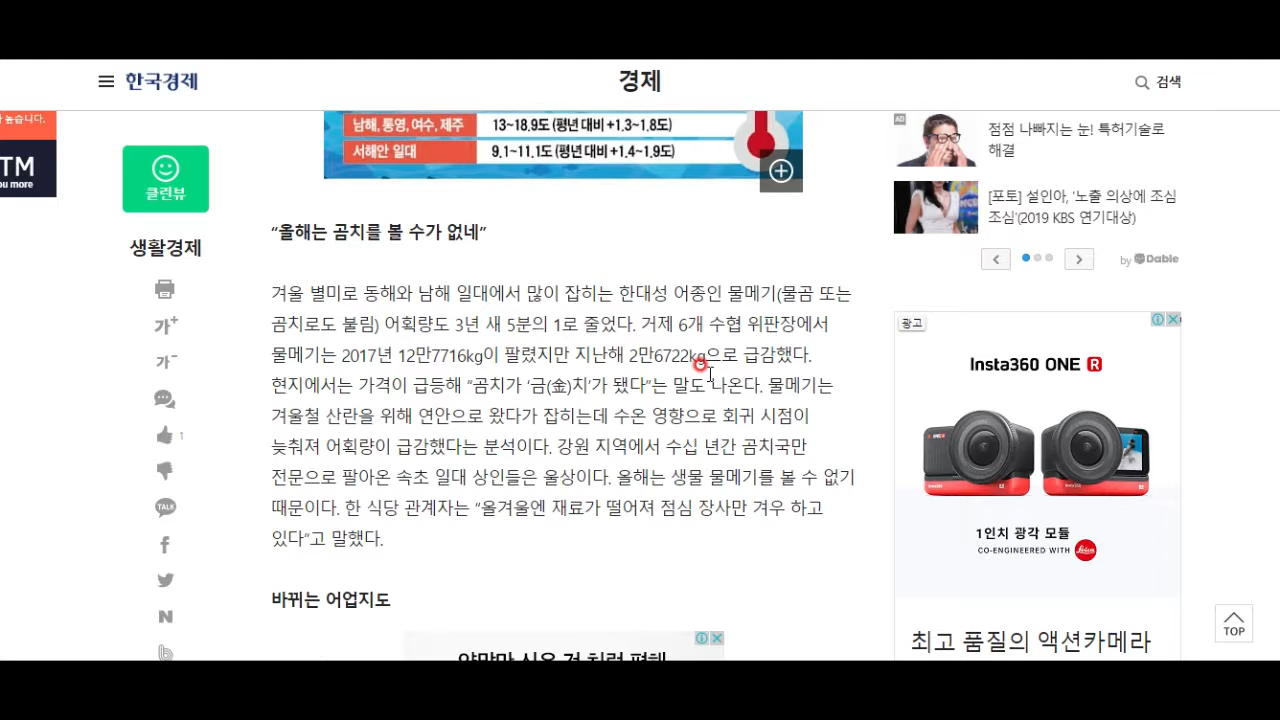 한국경제
경제
검색
가 높습니다.
TM
ou more
클린뷰
생활경제
가+
가-
1
TALK
남해, 통영, 여수, 제주 13~18.9도 (평년 대비 +1.3~1.8도)
서해안 일대 9.1~11.1도 (평년 대비 +1.4~1.9도)
“올해는 곰치를 볼 수가 없네”
겨울 별미로 동해와 남해 일대에서 많이 잡히는 한대성 어종인 물메기(물곰 또는
곰치로도 불림) 어획량도 3년 새 5분의 1로 줄었다. 거제 6개 수협 위판장에서
물메기는 2017년 12만7716kg이 팔렸지만 지난해 2만6722kg으로 급감했다.
현지에서는 가격이 급등해 “곰치가 ‘금(金)치’가 됐다”는 말도 나온다. 물메기는
겨울철 산란을 위해 연안으로 왔다가 잡히는데 수온 영향으로 회귀 시점이
늦춰져 어획량이 급감했다는 분석이다. 강원 지역에서 수십 년간 곰치국만
전문으로 팔아온 속초 일대 상인들은 울상이다. 올해는 생물 물메기를 볼 수 없기
때문이다. 한 식당 관계자는 “올겨울엔 재료가 떨어져 점심 장사만 겨우 하고
있다”고 말했다.
바뀌는 어업지도
AD
점점 나빠지는 눈! 특허기술로
해결
[포토] 설인아, ‘노출 의상에 조심
조심’(2019 KBS 연기대상)
by Dable
광고
Insta360 ONE R
1인치 광각 모듈
CO-ENGINEERED WITH Leica
최고 품질의 액션카메라
TOP